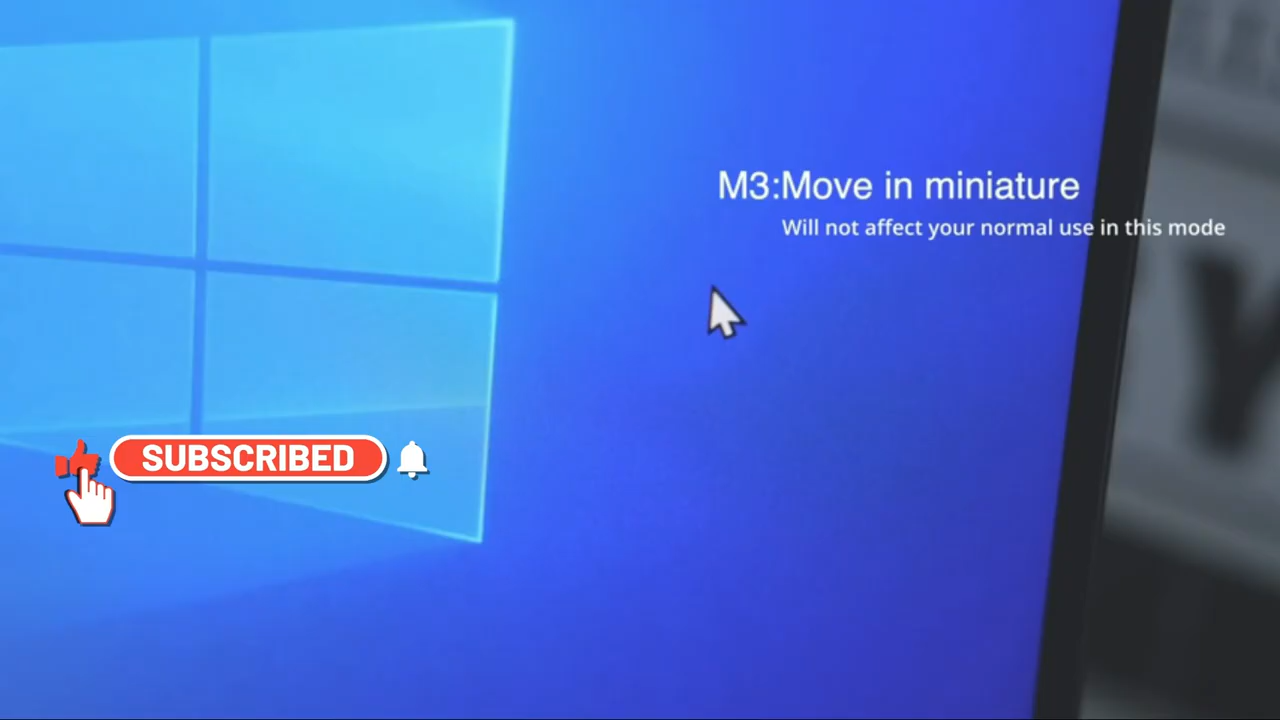 M3:Move in miniature
Will not affect your normal use in this mode
SUBSCRIBED
Y